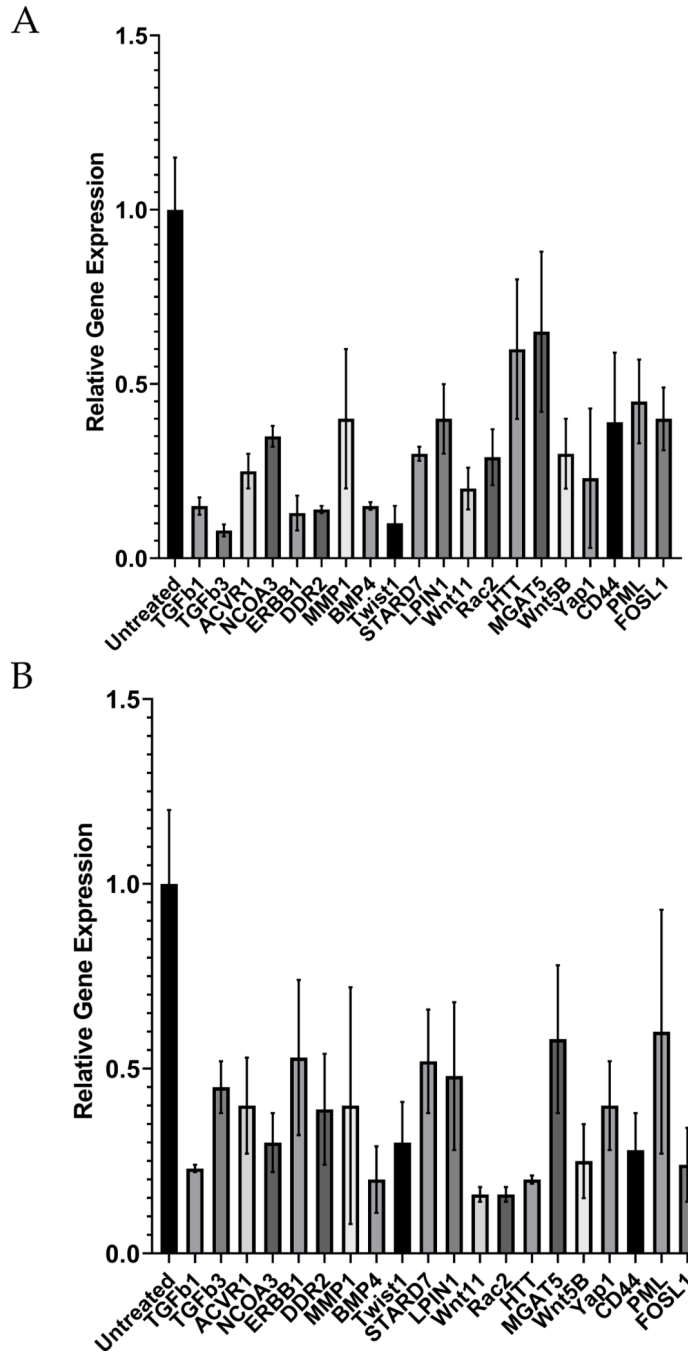 A
Relative Gene Expression
1.5
1.0
0.5
0.0
Untreated
TGFb1
TGFb3
ACVR1
NCOA3
ERBB1
DDR2
MMP1
BMP4
Twist1
STARD7
LPIN1
Wnt11
Rac2
HTT
MGAT5
Wnt5B
Yap1
CD44
PML
FOSL1
B
Relative Gene Expression
1.5
1.0
0.5
0.0
Untreated
TGFb1
TGFb3
ACVR1
NCOA3
ERBB1
DDR2
MMP1
BMP4
Twist1
STARD7
LPIN1
Wnt11
Rac2
HTT
MGAT5
Wnt5B
Yap1
CD44
PML
FOSL1